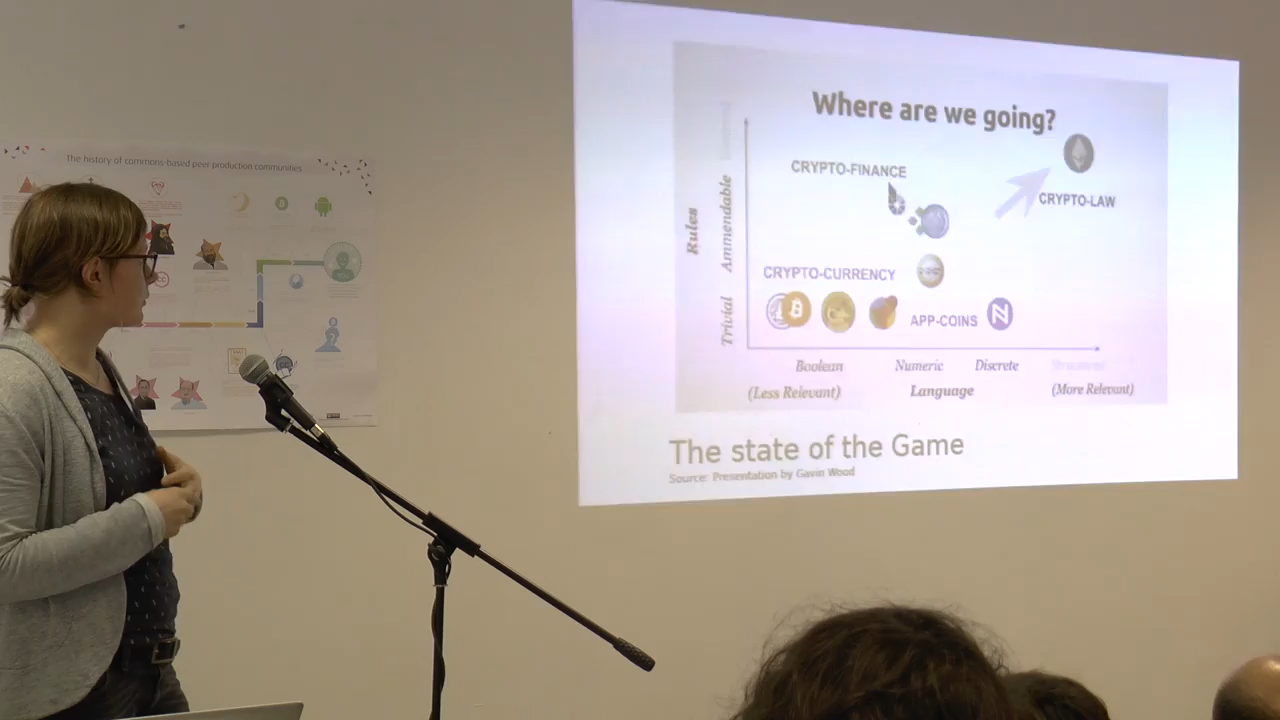 The history of commons-based peer production communities
Where are we going?
CRYPTO-FINANCE
CRYPTO-LAW
Rules
Ammendable
CRYPTO-CURRENCY
Trivial
APP-COINS
Boolean
Numeric
Discrete
(Less Relevant)
Language
(More Relevant)
The state of the Game
Source: Presentation by Gavin Wood